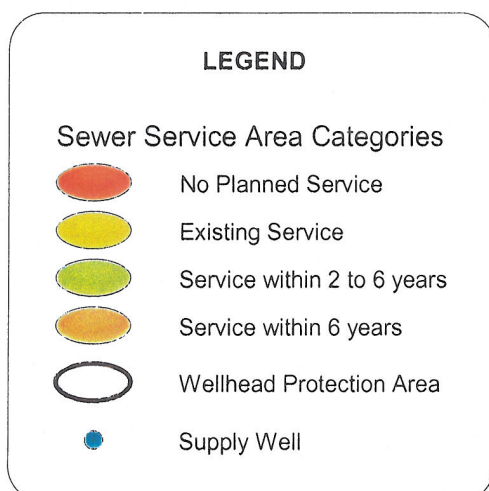 LEGEND
Sewer Service Area Categories
No Planned Service
Existing Service
Service within 2 to 6 years
Service within 6 years
Wellhead Protection Area
Supply Well